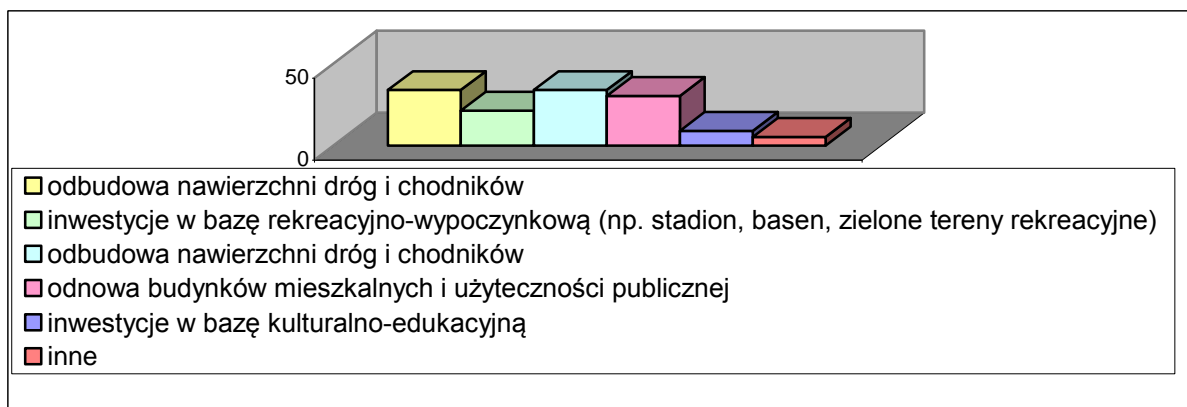 50
0
odbudowa nawierzchni dróg i chodników
inwestycje w bazę rekreacyjno-wypoczynkową (np. stadion, basen, zielone tereny rekreacyjne)
odbudowa nawierzchni dróg i chodników
odnowa budynków mieszkalnych i użyteczności publicznej
inwestycje w bazę kulturalno-edukacyjną
inne